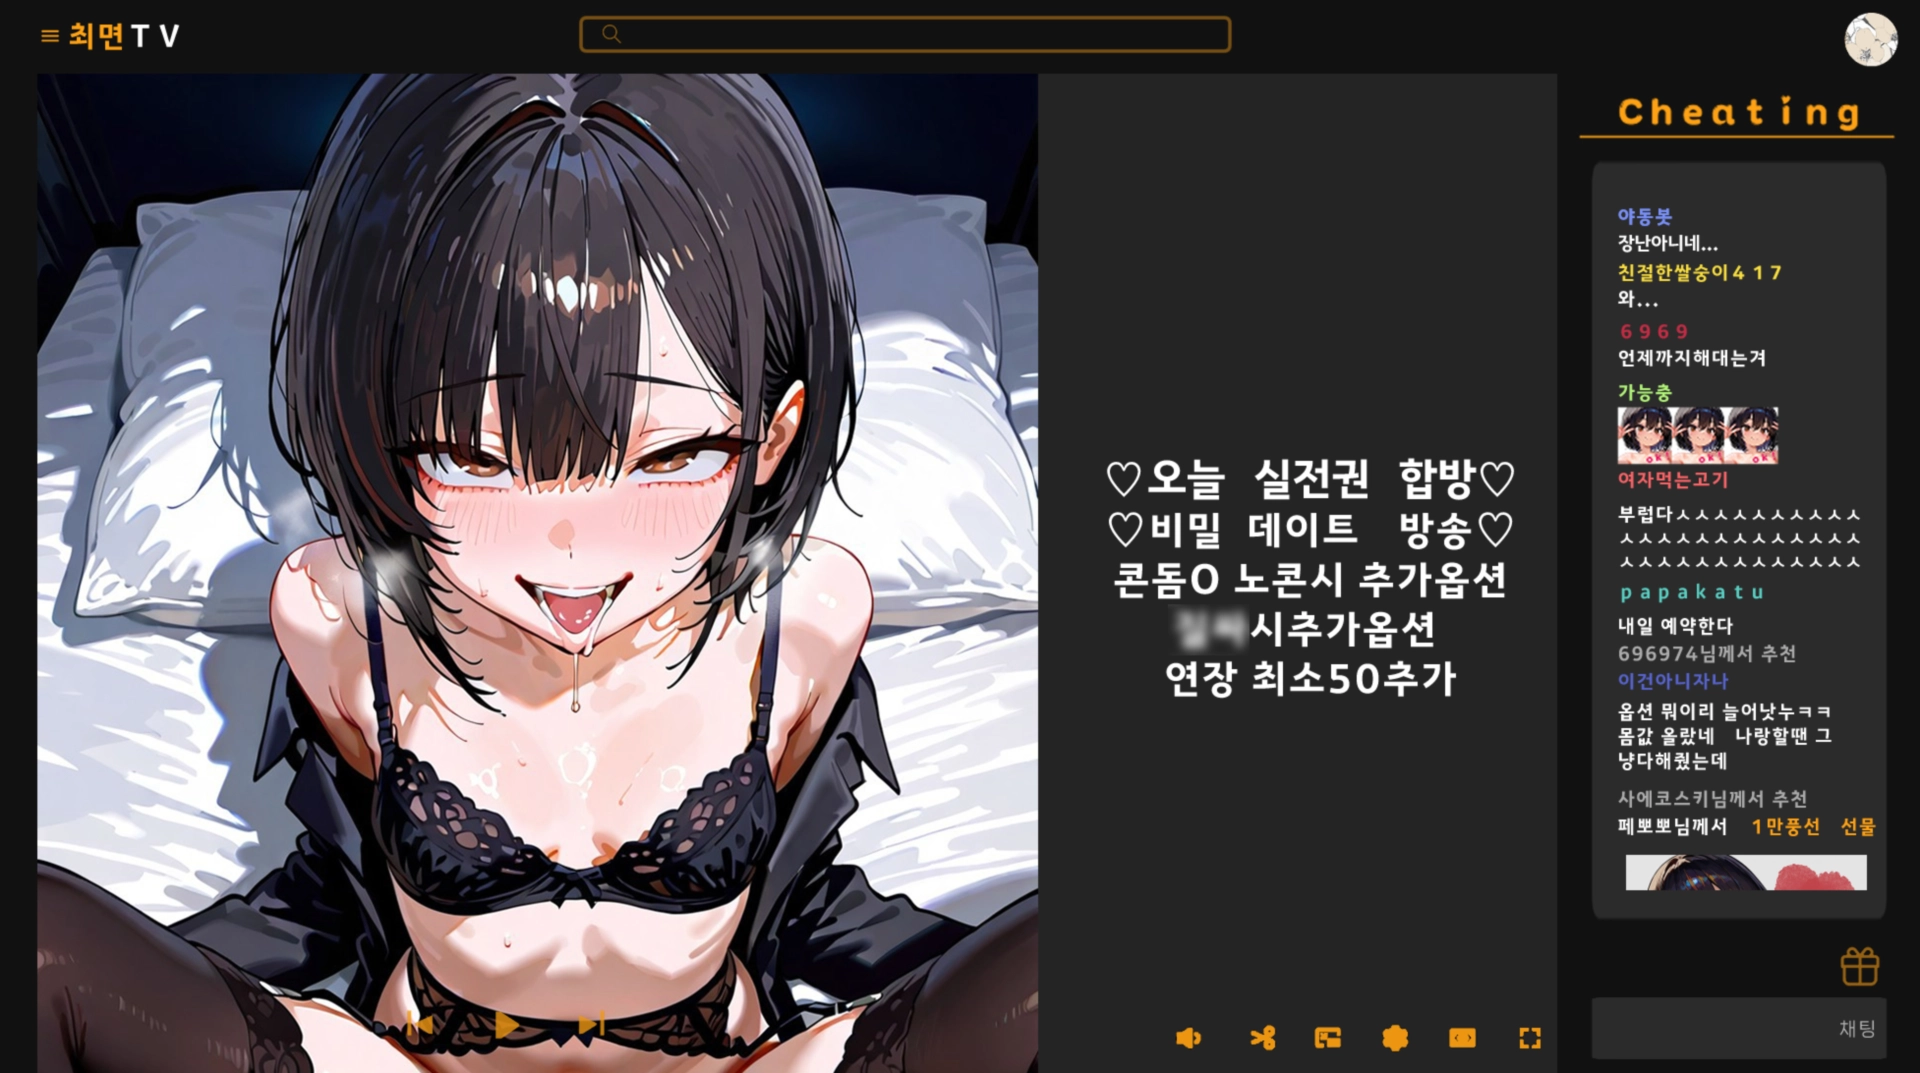 최면TV
♡오늘 실전권 합방♡
♡비밀 데이트 방송♡
콘돔O 노콘시 추가옵션
시추가옵션
연장 최소50추가
Cheating
야동봇
장난아니네...
친절한쌀숭이417
와...
6969
언제까지해대는겨
가능충
여자먹는고기
부럽다ㅅㅅㅅㅅㅅㅅㅅㅅㅅㅅ
ㅅㅅㅅㅅㅅㅅㅅㅅㅅㅅㅅㅅㅅ
ㅅㅅㅅㅅㅅㅅㅅㅅㅅㅅㅅㅅㅅ
papakatu
내일 예약한다
696974님께서 추천
이건아니자나
옵션 뭐이리 늘어낫누ㅋㅋ
몸값 올랐네 나랑할땐 그
냥다해줬는데
사에코스키님께서 추천
페뽀뽀님께서 1만풍선 선물
채팅